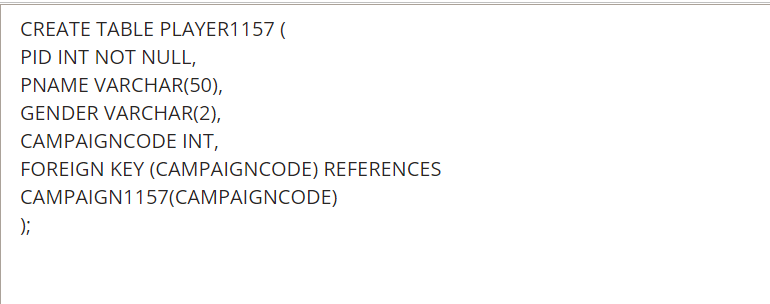 CREATE TABLE PLAYER1157 (
PID INT NOT NULL,
PNAME VARCHAR(50),
GENDER VARCHAR(2),
CAMPAIGNCODE INT,
FOREIGN KEY (CAMPAIGNCODE) REFERENCES
CAMPAIGN1157(CAMPAIGNCODE)
);